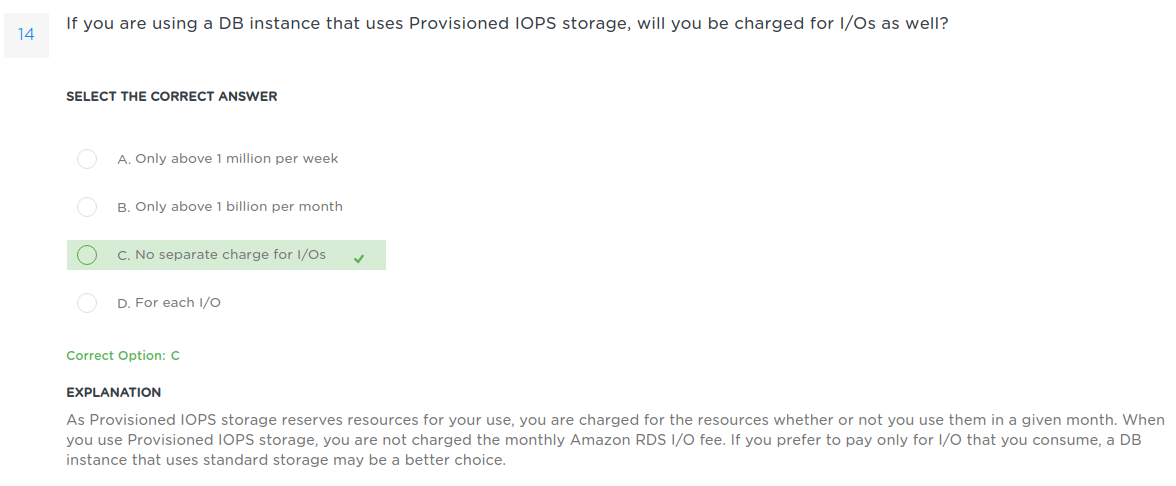 14
If you are using a DB instance that uses Provisioned IOPS storage, will you be charged for I/Os as well?
SELECT THE CORRECT ANSWER
A. Only above 1 million per week
B. Only above 1 billion per month
C. No separate charge for I/Os
D. For each I/O
Correct Option: C
EXPLANATION
As Provisioned IOPS storage reserves resources for your use, you are charged for the resources whether or not you use them in a given month. When
you use Provisioned IOPS storage, you are not charged the monthly Amazon RDS I/O fee. If you prefer to pay only for I/O that you consume, a DB
instance that uses standard storage may be a better choice.